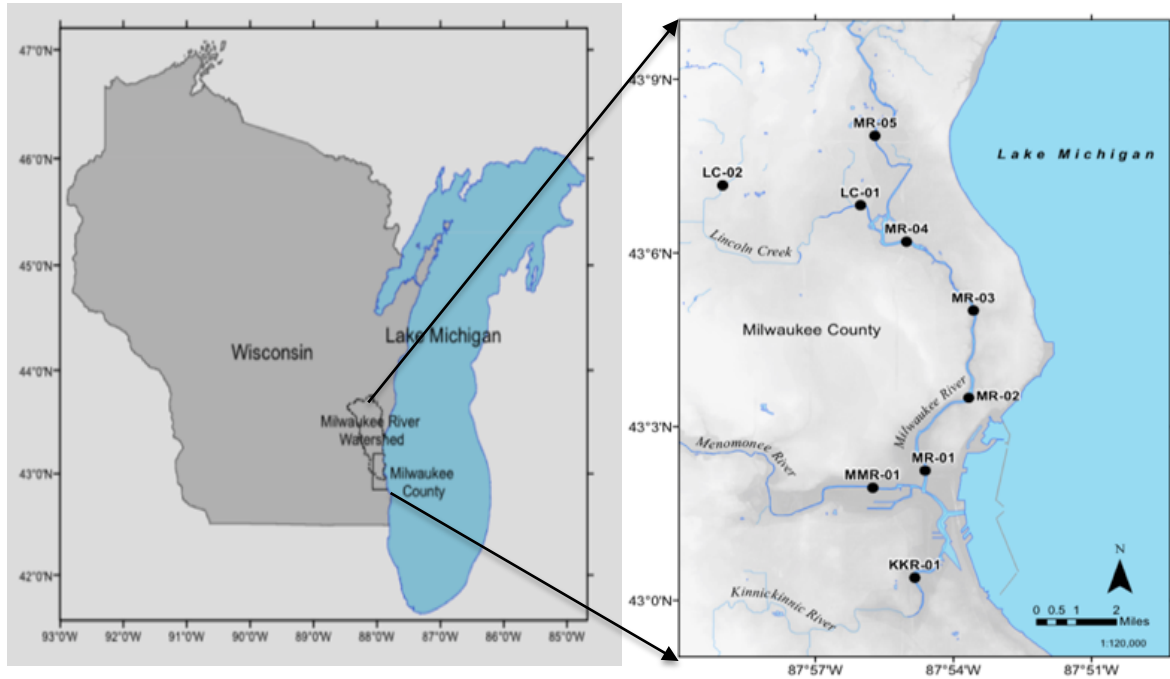 47°0'N
46°0'N
45°0'N
44°0'N
43°0'N
42°0'N
93°0'W
92°0'W
91°0'W
90°0'W
89°0'W
88°0'W
87°0'W
86°0'W
85°0'W
Wisconsin
Lake Michigan
Milwaukee River
Watershed
Milwaukee
County
43°9'N
43°6'N
43°3'N
43°0'N
87°57'W
87°54'W
87°51'W
MR-05
Lake Michigan
LC-02
LC-01
MR-04
Lincoln Creek
MR-03
Milwaukee County
MR-02
Milwaukee River
Menomonee River
MR-01
MMR-01
KKR-01
Kinnickinnic River
N
0 0.5 1 2
Miles
1:120,000